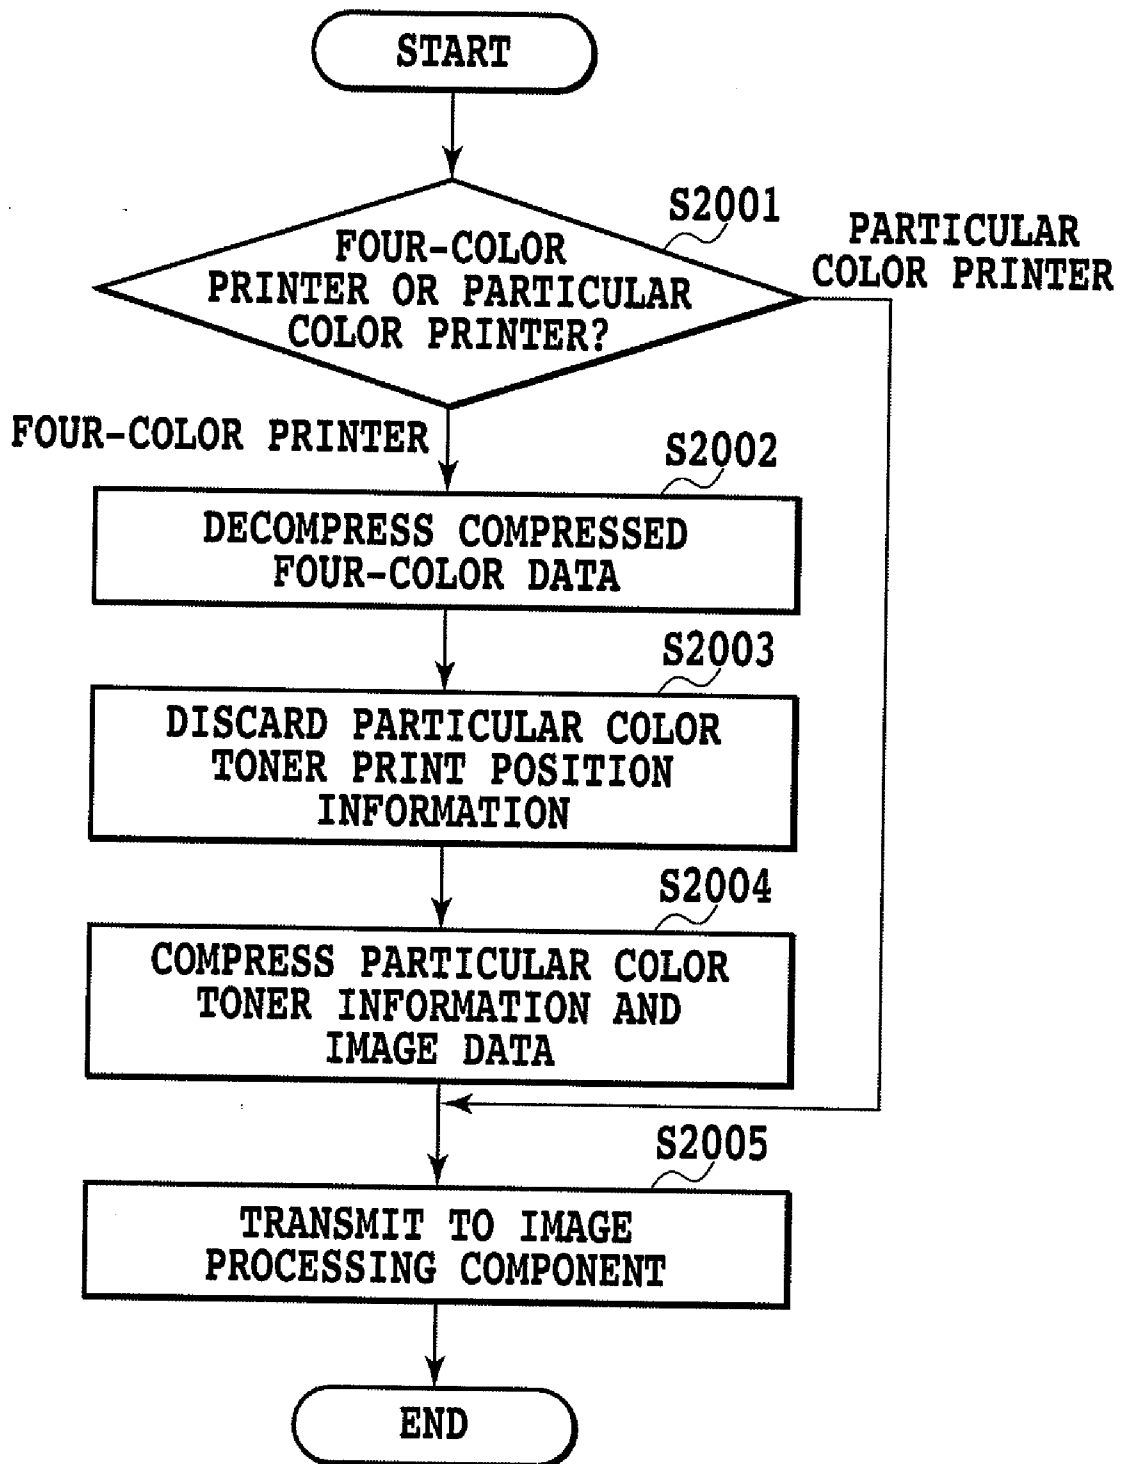 START
S2001
PARTICULAR
COLOR PRINTER
FOUR-COLOR
PRINTER OR PARTICULAR
COLOR PRINTER?
FOUR-COLOR PRINTER
S2002
DECOMPRESS COMPRESSED
FOUR-COLOR DATA
S2003
DISCARD PARTICULAR COLOR
TONER PRINT POSITION
INFORMATION
S2004
COMPRESS PARTICULAR COLOR
TONER INFORMATION AND
IMAGE DATA
S2005
TRANSMIT TO IMAGE
PROCESSING COMPONENT
END